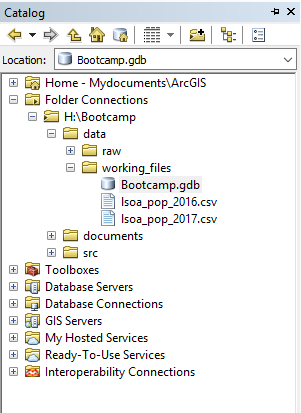 Catalog
Location: Bootcamp.gdb
Home - Mydocuments\ArcGIS
Folder Connections
H:\Bootcamp
data
raw
working_files
Bootcamp.gdb
lsoa_pop_2016.csv
lsoa_pop_2017.csv
documents
src
Toolboxes
Database Servers
Database Connections
GIS Servers
My Hosted Services
Ready-To-Use Services
Interoperability Connections